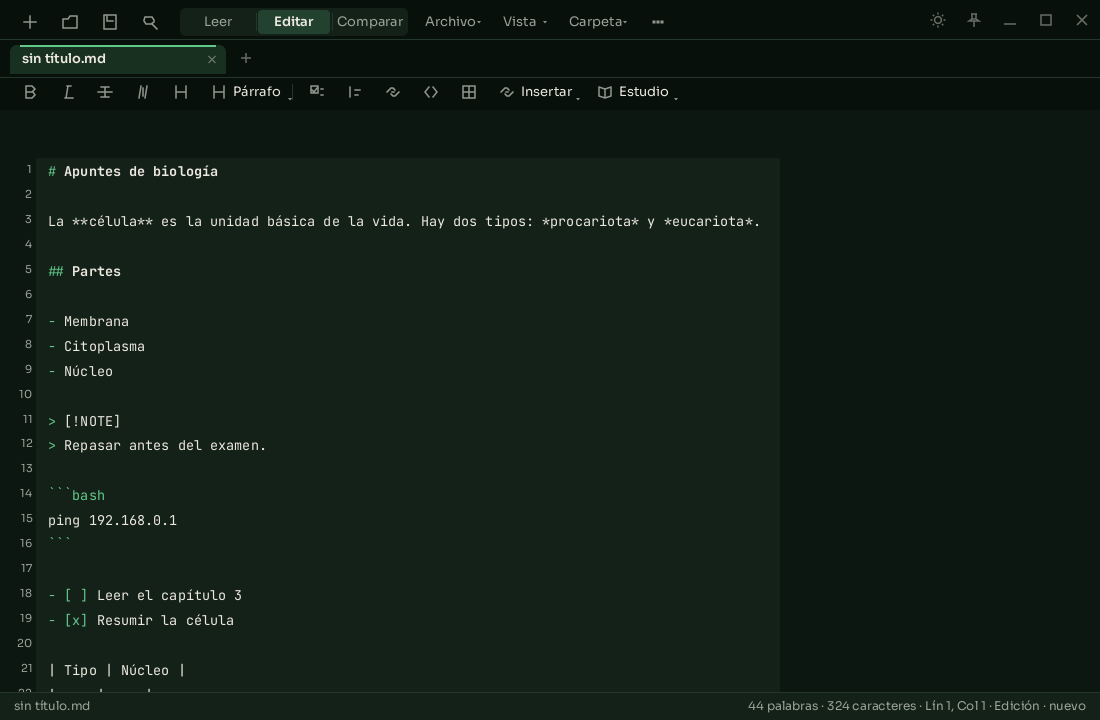 Leer Editar Comparar Archivo Vista Carpeta
sin título.md
Párrafo Insertar Estudio
1 # Apuntes de biología
2
3 La **célula** es la unidad básica de la vida. Hay dos tipos: *procariota* y *eucariota*.
4
5 ## Partes
6
7 - Membrana
8 - Citoplasma
9 - Núcleo
10
11 > [!NOTE]
12 > Repasar antes del examen.
13
14 ```bash
15 ping 192.168.0.1
16 ```
17
18 - [ ] Leer el capítulo 3
19 - [x] Resumir la célula
20
21 | Tipo | Núcleo |
sin título.md 44 palabras · 324 caracteres · Lín 1, Col 1 · Edición · nuevo